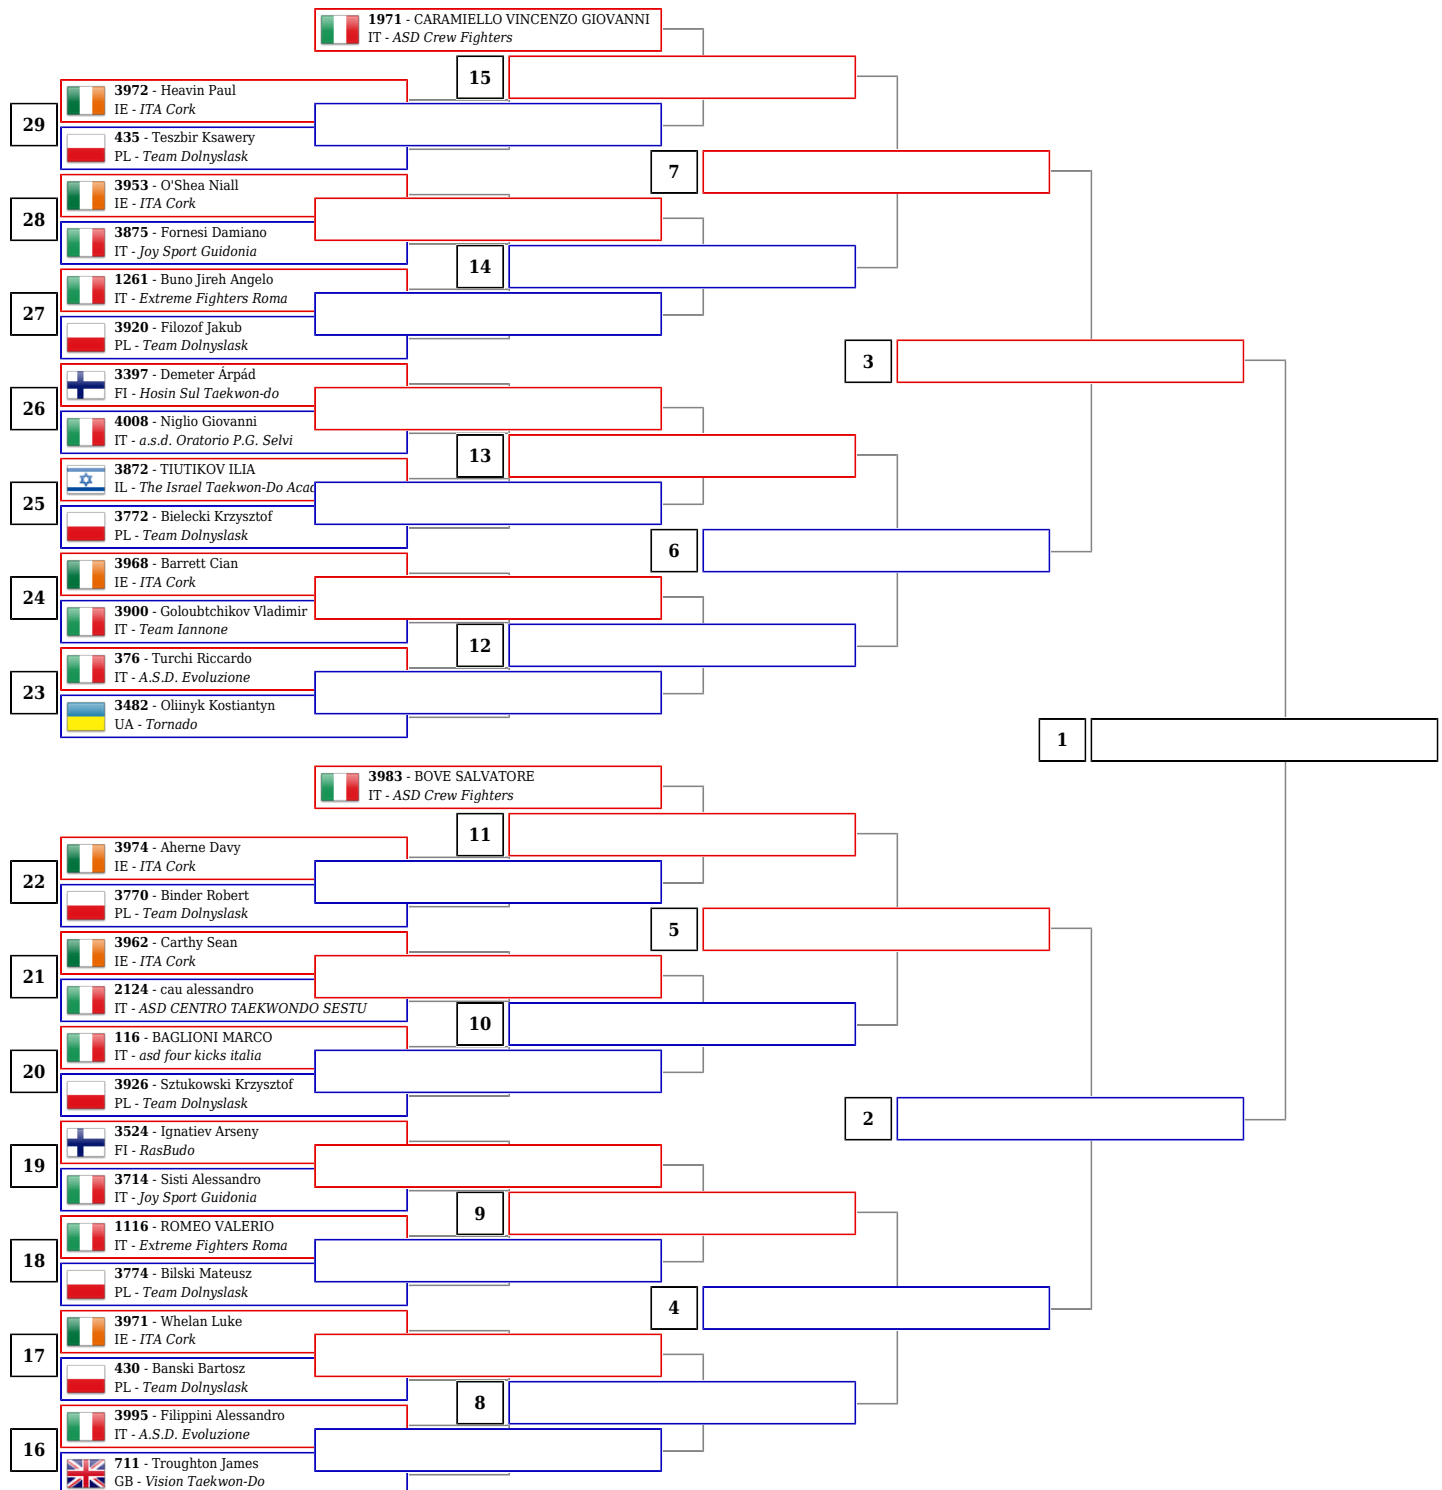 1971 - CARAMIELLO VINCENZO GIOVANNI
IT - ASD Crew Fighters
15
3972 - Heavin Paul
IE - ITA Cork
29
435 - Teszbir Ksawery
PL - Team Dolnyslask
7
3953 - O'Shea Niall
IE - ITA Cork
28
3875 - Fornesi Damiano
IT - Joy Sport Guidonia
14
1261 - Buno Jireh Angelo
IT - Extreme Fighters Roma
27
3920 - Filozof Jakub
PL - Team Dolnyslask
3
3397 - Demeter Árpád
FI - Hosin Sul Taekwon-do
26
4008 - Niglio Giovanni
IT - a.s.d. Oratorio P.G. Selvi
13
3872 - TIUTIKOV ILIA
IL - The Israel Taekwon-Do Acac
25
3772 - Bielecki Krzysztof
PL - Team Dolnyslask
6
3968 - Barrett Cian
IE - ITA Cork
24
3900 - Goloubtchikov Vladimir
IT - Team Iannone
12
376 - Turchi Riccardo
IT - A.S.D. Evoluzione
23
3482 - Oliinyk Kostiantyn
UA - Tornado
1
3983 - BOVE SALVATORE
IT - ASD Crew Fighters
11
3974 - Aherne Davy
IE - ITA Cork
22
3770 - Binder Robert
PL - Team Dolnyslask
5
3962 - Carthy Sean
IE - ITA Cork
21
2124 - cau alessandro
IT - ASD CENTRO TAEKWONDO SESTU
10
116 - BAGLIONI MARCO
IT - asd four kicks italia
20
3926 - Sztukowski Krzysztof
PL - Team Dolnyslask
2
3524 - Ignatiev Arseny
FI - RasBudo
19
3714 - Sisti Alessandro
IT - Joy Sport Guidonia
9
1116 - ROMEO VALERIO
IT - Extreme Fighters Roma
18
3774 - Bilski Mateusz
PL - Team Dolnyslask
4
3971 - Whelan Luke
IE - ITA Cork
17
430 - Banski Bartosz
PL - Team Dolnyslask
8
3995 - Filippini Alessandro
IT - A.S.D. Evoluzione
16
711 - Troughton James
GB - Vision Taekwon-Do